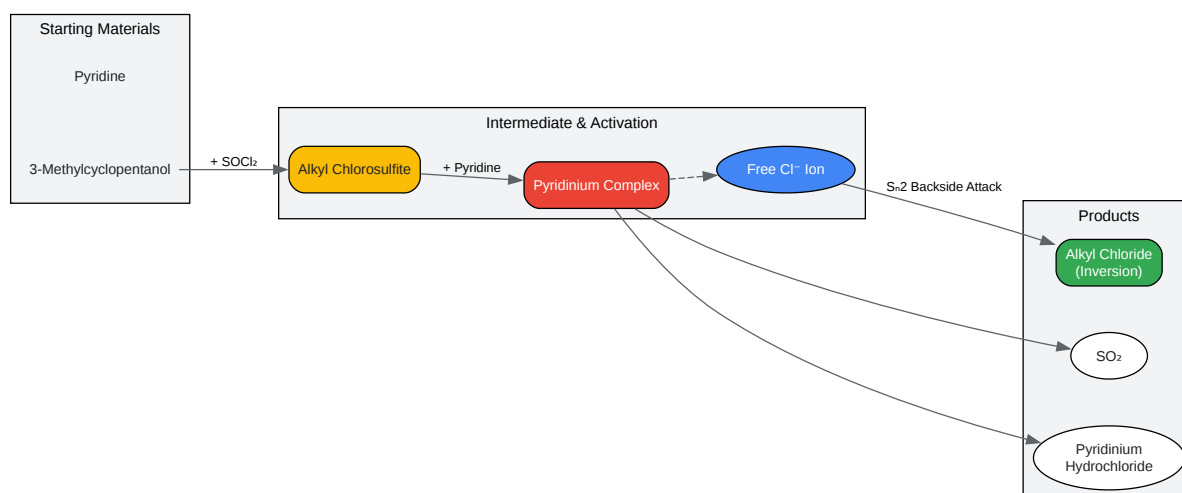 Starting Materials
Pyridine
3-Methylcyclopentanol
+ SOCl₂
Intermediate & Activation
Alkyl Chlorosulfite
+ Pyridine
Pyridinium Complex
Free Cl⁻ Ion
Sₙ2 Backside Attack
Products
Alkyl Chloride
(Inversion)
SO₂
Pyridinium
Hydrochloride